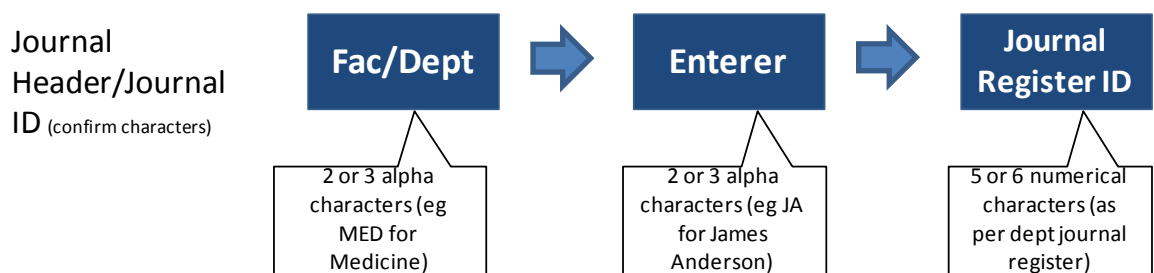 Journal
Header/Journal
ID (confirm characters)
Fac/Dept
Enterer
Journal
Register ID
2 or 3 alpha
characters (eg
MED for
Medicine)
2 or 3 alpha
characters (eg JA
for James
Anderson)
5 or 6 numerical
characters (as
per dept journal
register)